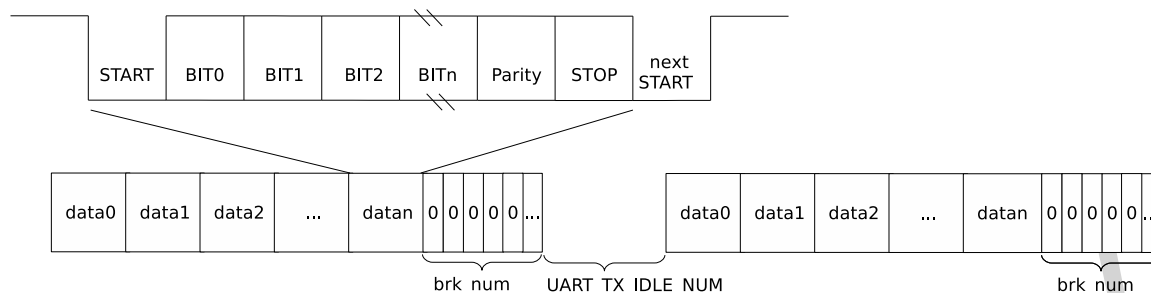 START BIT0 BIT1 BIT2 BITn Parity STOP next START
data0 data1 data2 ... datan 0 0 0 0 0 ... data0 data1 data2 ... datan 0 0 0 0 0 ...
brk num UART TX IDLE NUM brk num